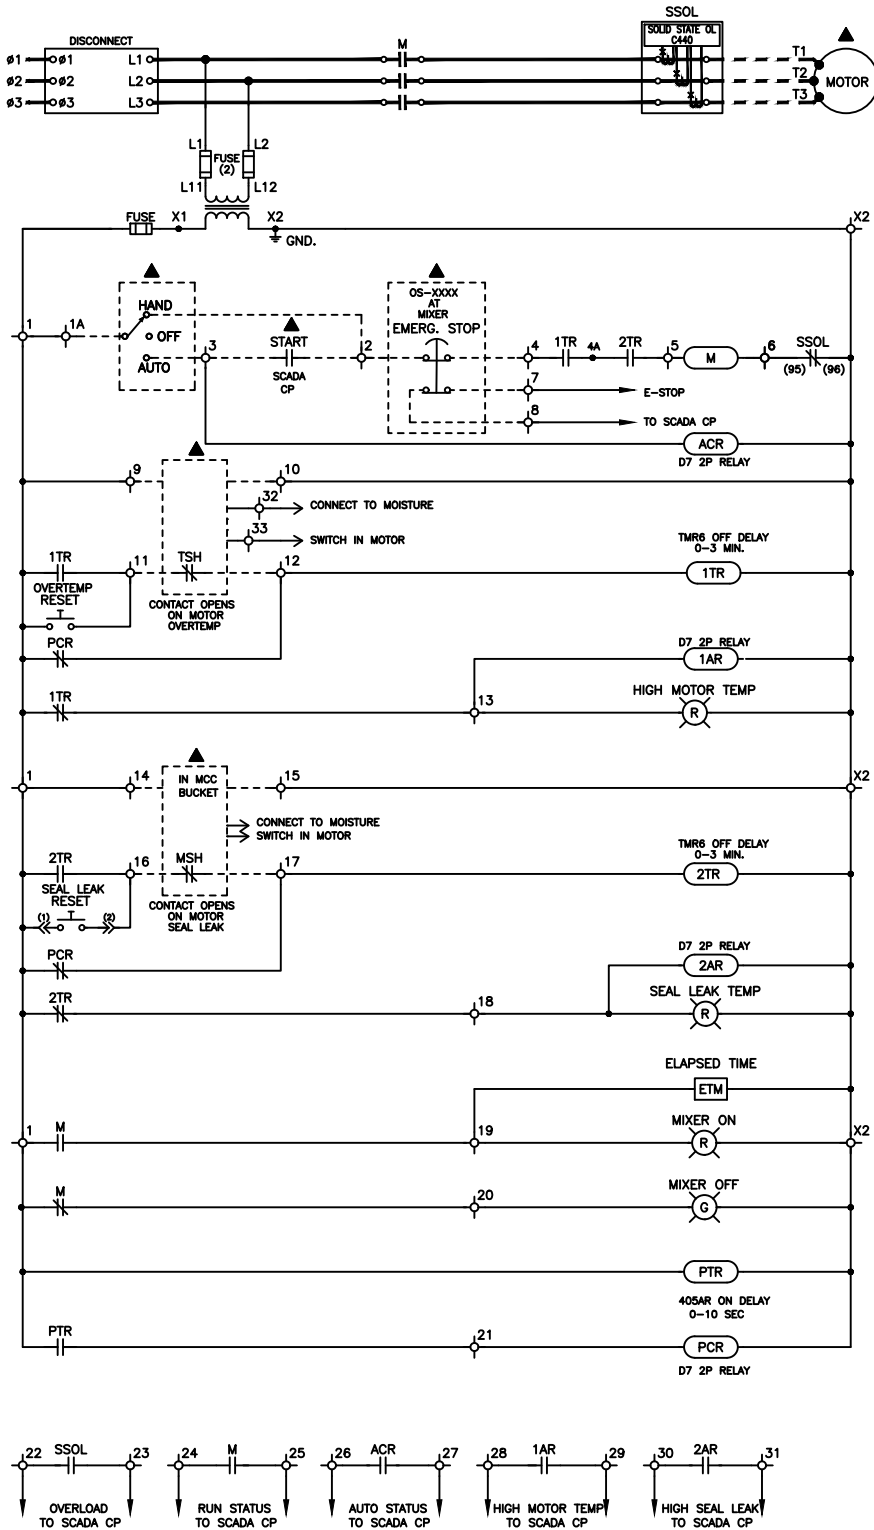 SSOL
DISCONNECT
M
SOLID STATE OL
C440
ø1 ø1 L1 T1
ø2 ø2 L2 T2 MOTOR
ø3 ø3 L3 T3
L1 L2
FUSE
(2)
L11 L12
FUSE X1 X2 X2
GND.
OS-XXXX
AT
MIXER
EMERG. STOP
HAND
1 1A OFF
START
3 2 4 1TR 4A 2TR 5 M 6 SSOL
AUTO
SCADA
CP
(95) (96)
7 E-STOP
8 TO SCADA CP
ACR
D7 2P RELAY
9 10
32 CONNECT TO MOISTURE
33 SWITCH IN MOTOR
TMR6 OFF DELAY
0-3 MIN.
1TR 11 TSH 12 1TR
OVERTEMP
RESET
CONTACT OPENS
ON MOTOR
OVERTEMP
PCR
D7 2P RELAY
1AR
1TR 13
HIGH MOTOR TEMP
R
1 14 IN MCC 15 X2
BUCKET
CONNECT TO MOISTURE
SWITCH IN MOTOR
TMR6 OFF DELAY
0-3 MIN.
2TR 16 MSH 17 2TR
SEAL LEAK
RESET
(1) (2)
CONTACT OPENS
ON MOTOR
SEAL LEAK
PCR
D7 2P RELAY
2AR
2TR 18
SEAL LEAK TEMP
R
ELAPSED TIME
ETM
1 M 19
MIXER ON
R X2
M 20
MIXER OFF
G
PTR
405AR ON DELAY
0-10 SEC
PTR 21 PCR
D7 2P RELAY
22 SSOL 23 24 M 25 26 ACR 27 28 1AR 29 30 2AR 31
OVERLOAD
TO SCADA CP
RUN STATUS
TO SCADA CP
AUTO STATUS
TO SCADA CP
HIGH MOTOR TEMP
TO SCADA CP
HIGH SEAL LEAK
TO SCADA CP